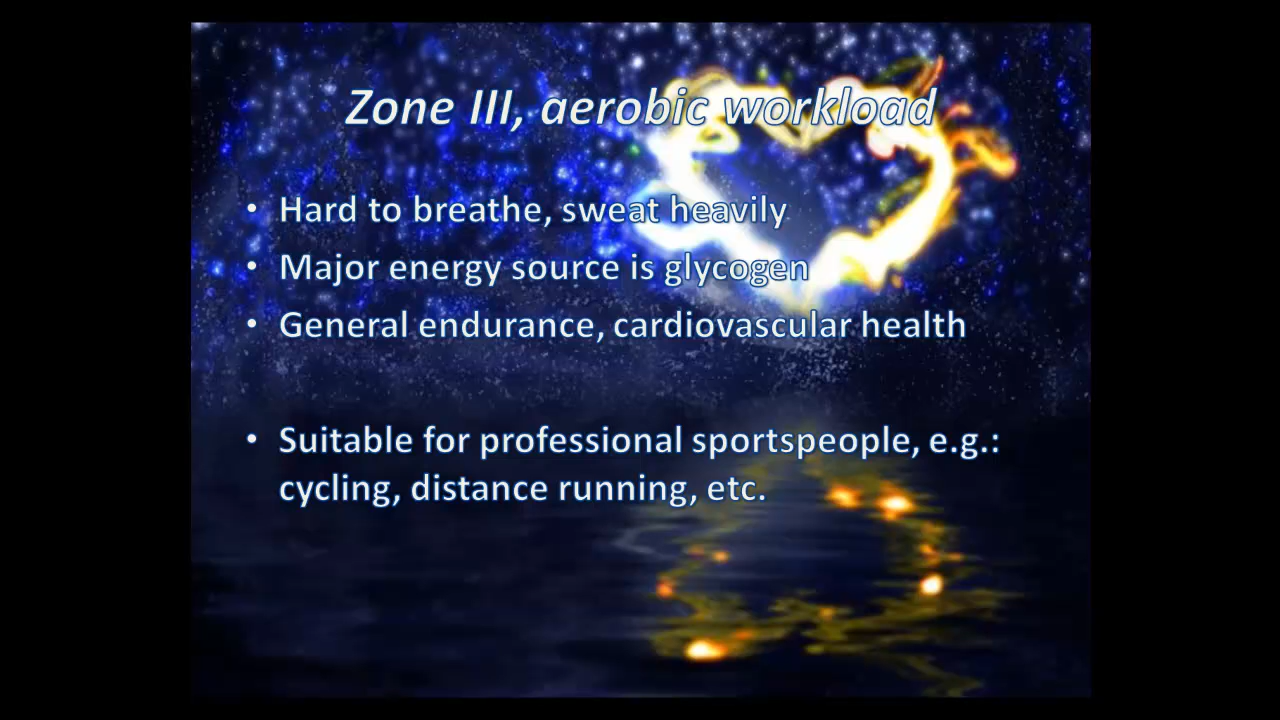 Zone III, aerobic workload
• Hard to breathe, sweat heavily
• Major energy source is glycogen
• General endurance, cardiovascular health
• Suitable for professional sportspeople, e.g.:
cycling, distance running, etc.